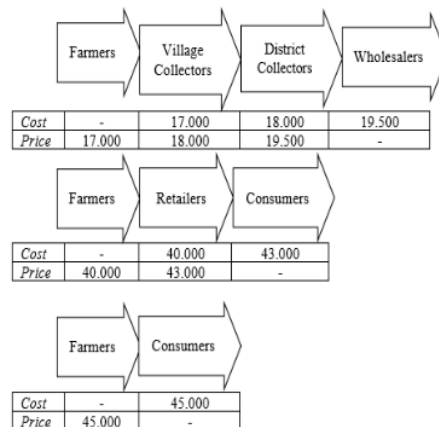 Farmers Village Collectors District Collectors Wholesalers
Cost - 17.000 18.000 19.500
Price 17.000 18.000 19.500 -
Farmers Retailers Consumers
Cost - 40.000 43.000
Price 40.000 43.000 -
Farmers Consumers
Cost - 45.000
Price 45.000 -